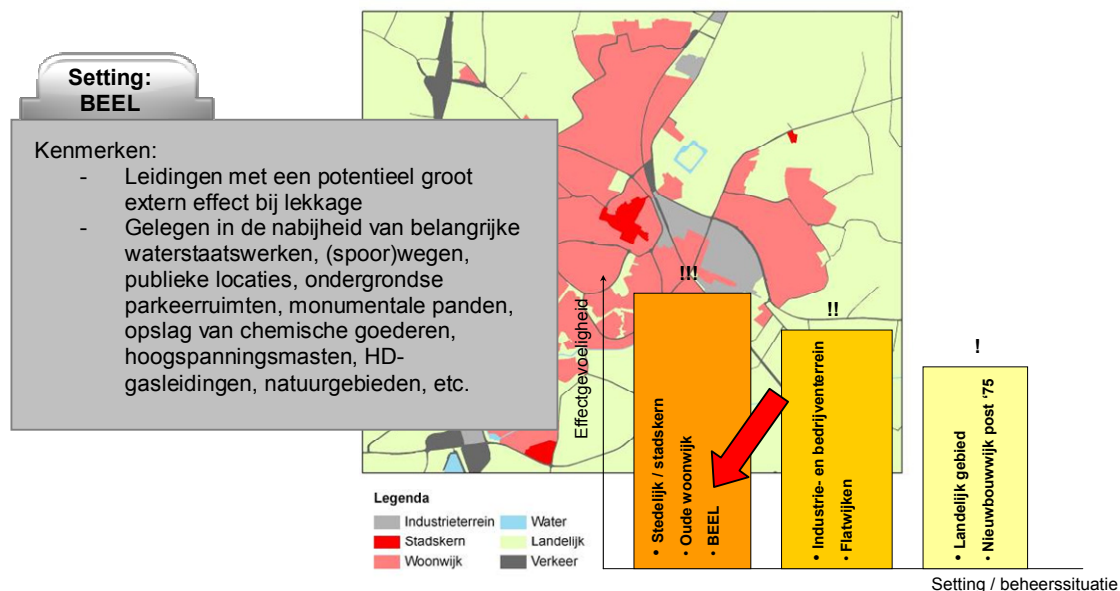 Setting:
BEEL
Kenmerken:
- Leidingen met een potentieel groot
extern effect bij lekkage
- Gelegen in de nabijheid van belangrijke
waterstaatswerken, (spoor)wegen,
publieke locaties, ondergrondse
parkeerruimten, monumentale panden,
opslag van chemische goederen,
hoogspanningsmasten, HD-
gasleidingen, natuurgebieden, etc.
Effectgevoeligheid
!!!
• Stedelijk / stadskern
• Oude woonwijk
• BEEL
!!
• Industrie- en bedrijventerrein
• Flatwijken
!
• Landelijk gebied
• Nieuwbouwwijk post ‘75
Setting / beheerssituatie
Legenda
Industrieterrein
Stadskern
Woonwijk
Water
Landelijk
Verkeer